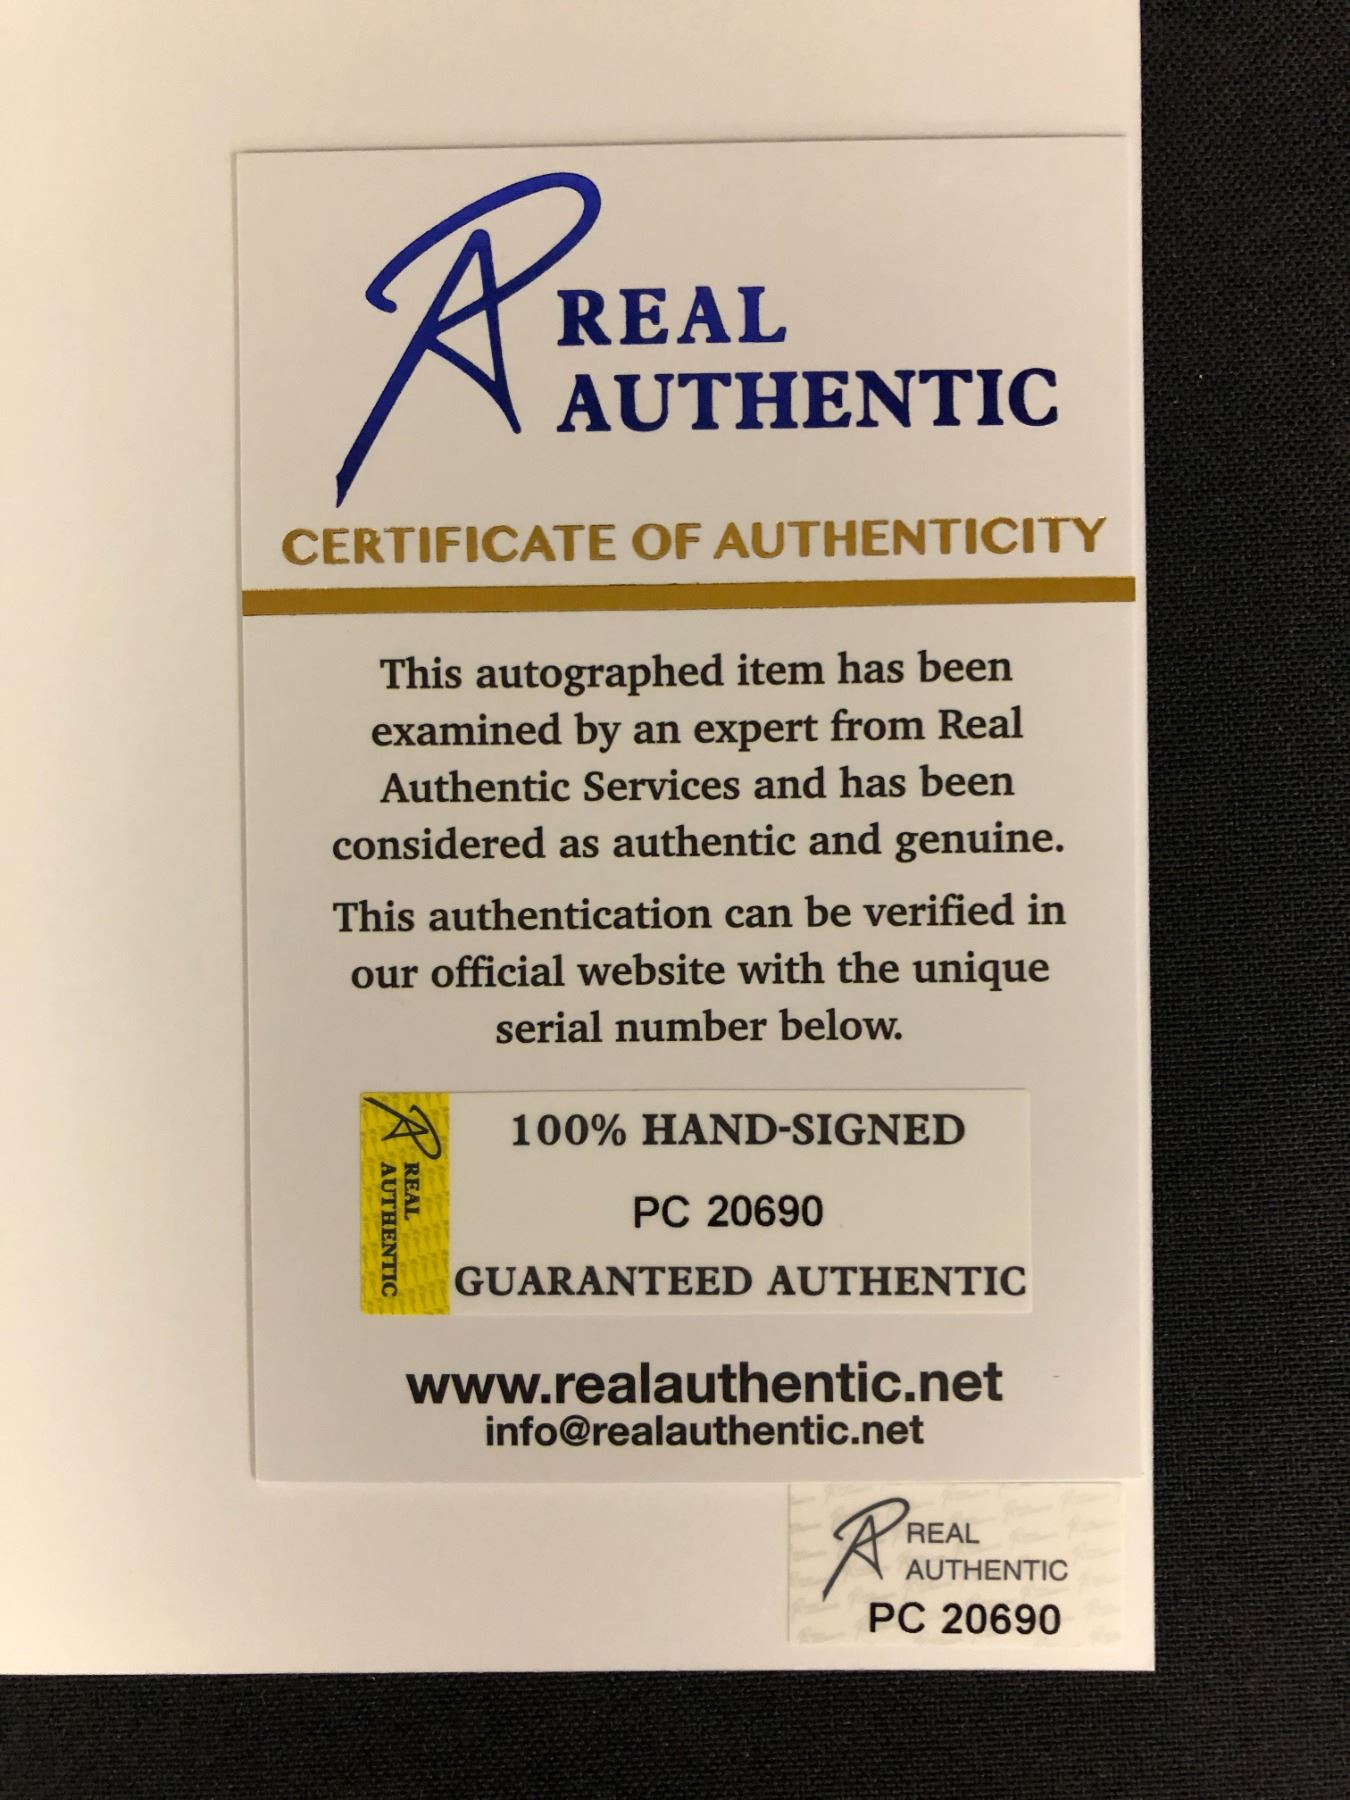 REAL
AUTHENTIC
CERTIFICATE OF AUTHENTICITY
This autographed item has been
examined by an expert from Real
Authentic Services and has been
considered as authentic and genuine.
This authentication can be verified in
our official website with the unique
serial number below.
REAL
AUTHENTIC
100% HAND-SIGNED
PC 20690
GUARANTEED AUTHENTIC
www.realauthentic.net
info@realauthentic.net
REAL
AUTHENTIC
PC 20690